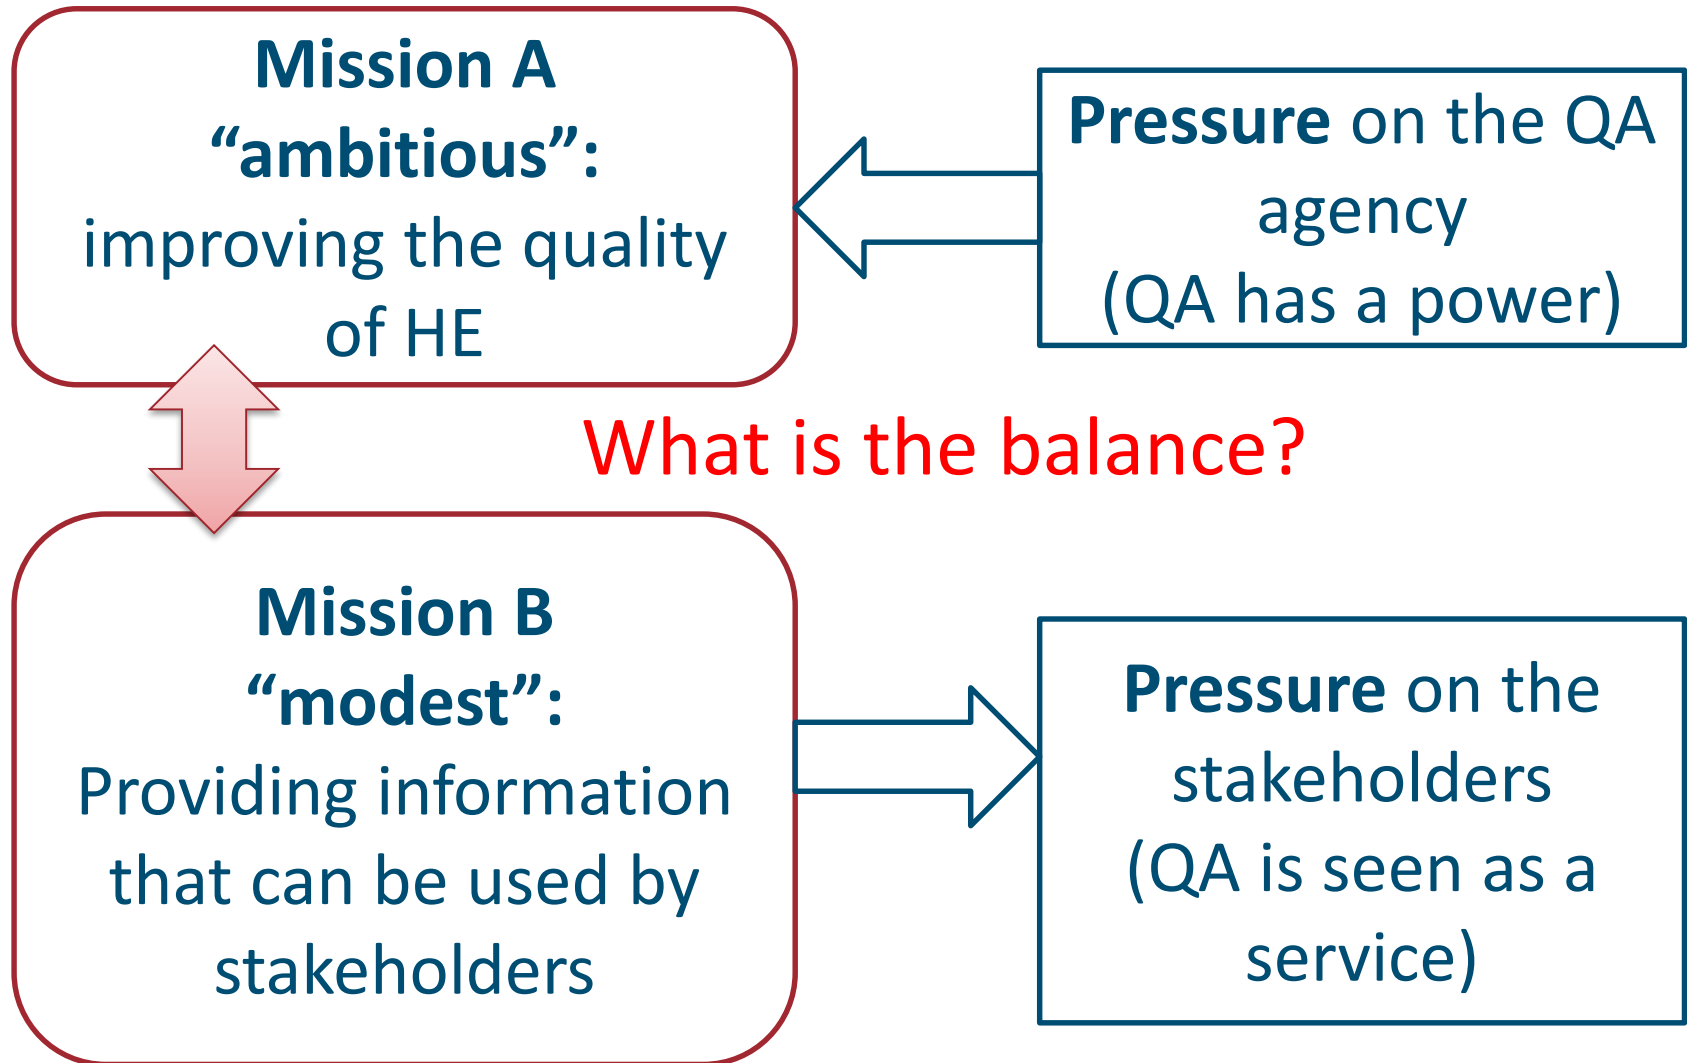 Mission A
“ambitious”:
improving the quality
of HE
Pressure on the QA
agency
(QA has a power)
What is the balance?
Mission B
“modest”:
Providing information
that can be used by
stakeholders
Pressure on the
stakeholders
(QA is seen as a
service)